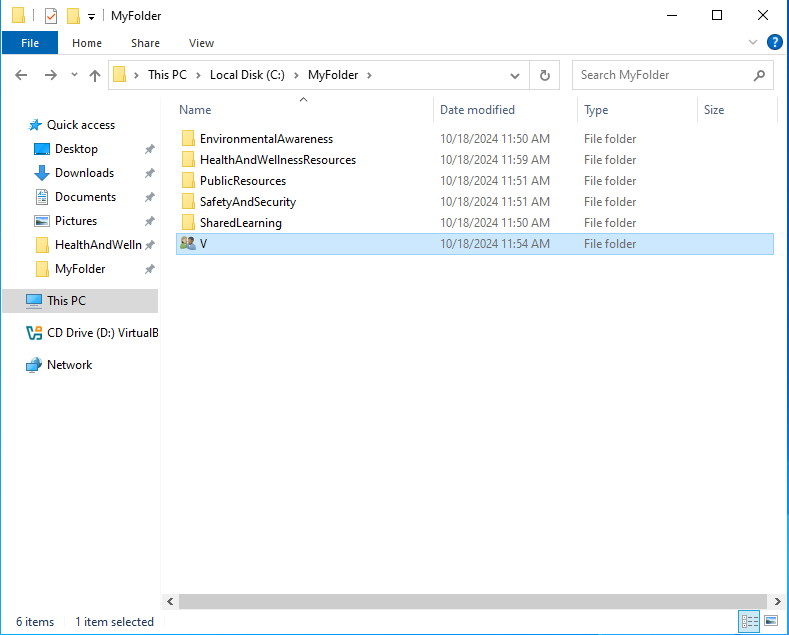 MyFolder
File Home Share View
This PC Local Disk (C:) MyFolder
Search MyFolder
Name Date modified Type Size
Quick access
Desktop
Downloads
Documents
Pictures
HealthAndWelln
MyFolder
This PC
CD Drive (D:) VirtualB
Network
EnvironmentalAwareness 10/18/2024 11:50 AM File folder
HealthAndWellnessResources 10/18/2024 11:59 AM File folder
PublicResources 10/18/2024 11:51 AM File folder
SafetyAndSecurity 10/18/2024 11:51 AM File folder
SharedLearning 10/18/2024 11:50 AM File folder
V 10/18/2024 11:54 AM File folder
6 items 1 item selected